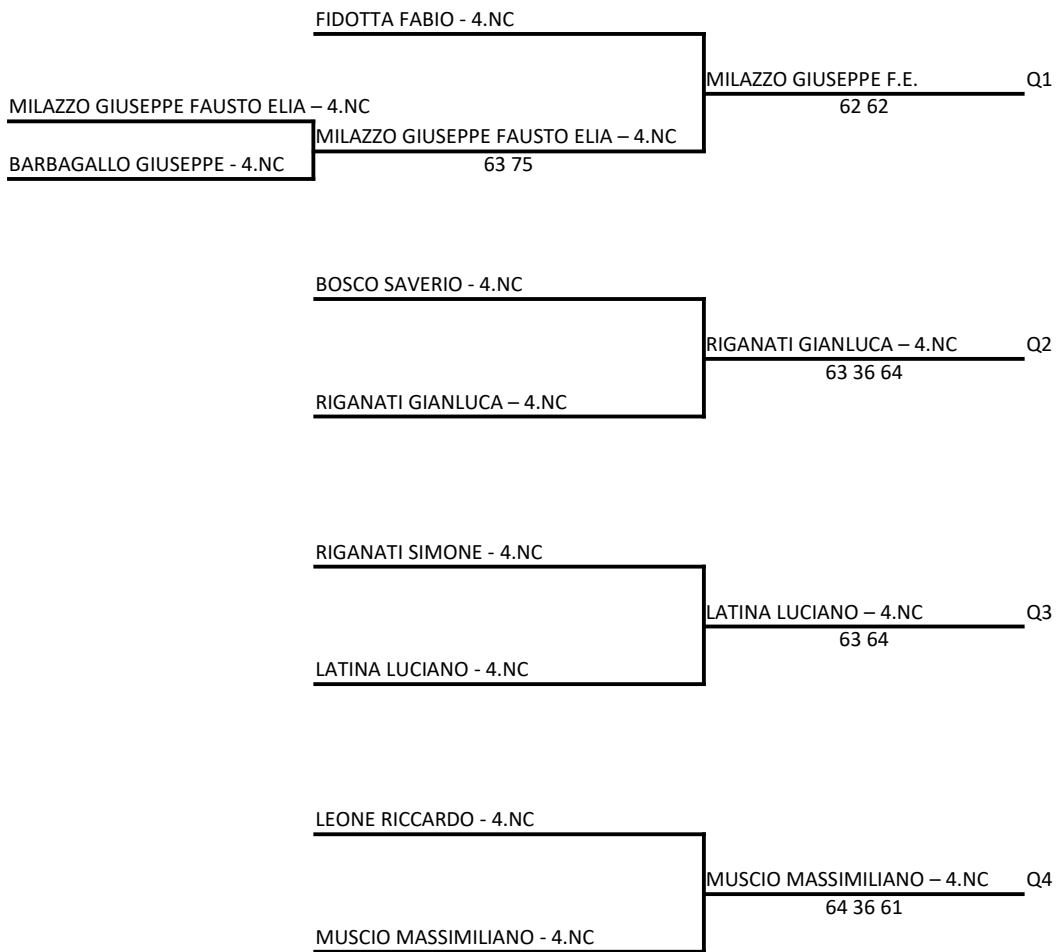 FIDOTTA FABIO - 4.NC
MILAZZO GIUSEPPE F.E. Q1
62 62
MILAZZO GIUSEPPE FAUSTO ELIA – 4.NC
MILAZZO GIUSEPPE FAUSTO ELIA – 4.NC
BARBAGALLO GIUSEPPE - 4.NC
63 75
BOSCO SAVERIO - 4.NC
RIGANATI GIANLUCA – 4.NC Q2
63 36 64
RIGANATI GIANLUCA – 4.NC
RIGANATI SIMONE - 4.NC
LATINA LUCIANO – 4.NC Q3
63 64
LATINA LUCIANO - 4.NC
LEONE RICCARDO - 4.NC
MUSCIO MASSIMILIANO – 4.NC Q4
64 36 61
MUSCIO MASSIMILIANO - 4.NC